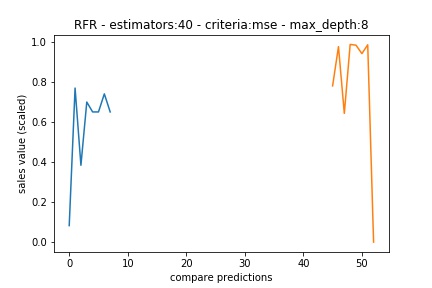 RFR - estimators:40 - criteria:mse - max_depth:8
1.0
0.8
0.6
0.4
0.2
0.0
sales value (scaled)
0 10 20 30 40 50
compare predictions